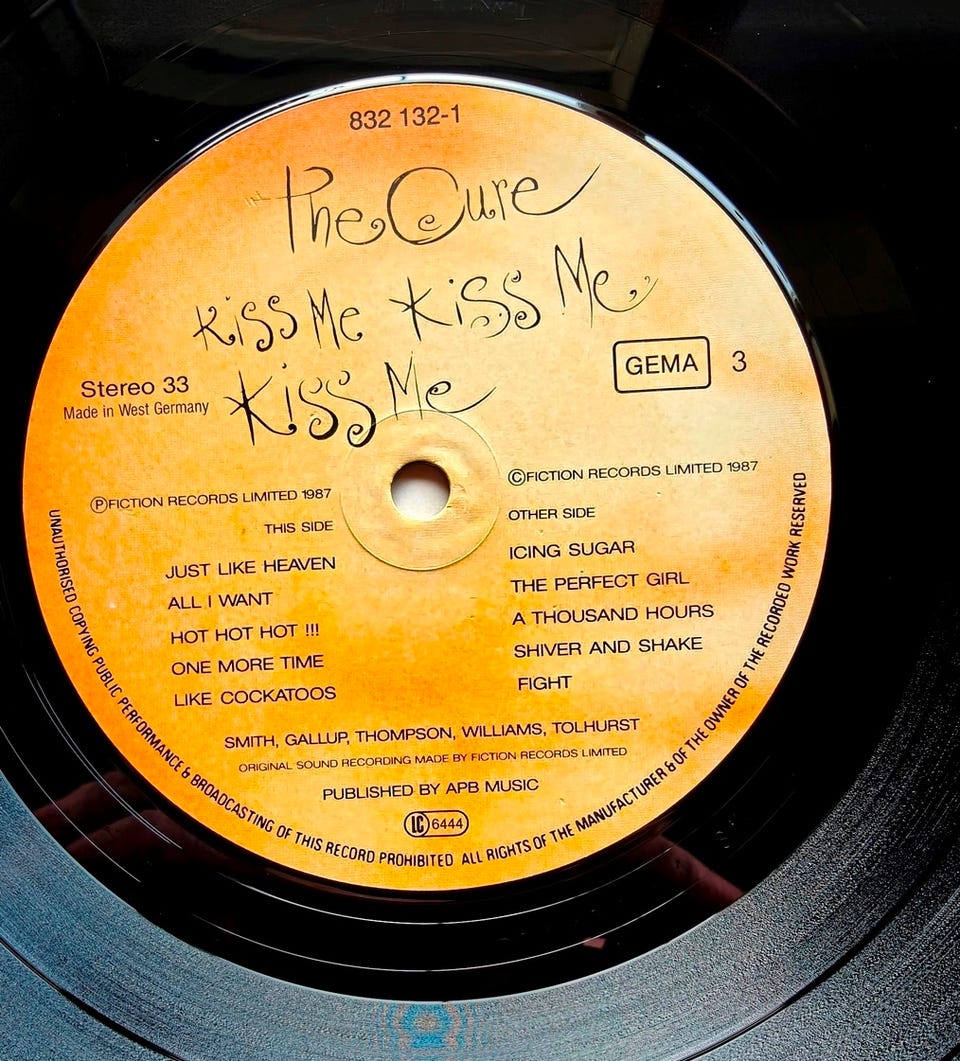 832 132-1
The Cure
Kiss Me Kiss Me
Kiss Me
Stereo 33
Made in West Germany
GEMA 3
ⓅFICTION RECORDS LIMITED 1987
THIS SIDE
JUST LIKE HEAVEN
ALL I WANT
HOT HOT HOT !!!
ONE MORE TIME
LIKE COCKATOOS
©FICTION RECORDS LIMITED 1987
OTHER SIDE
ICING SUGAR
THE PERFECT GIRL
A THOUSAND HOURS
SHIVER AND SHAKE
FIGHT
SMITH, GALLUP, THOMPSON, WILLIAMS, TOLHURST
ORIGINAL SOUND RECORDING MADE BY FICTION RECORDS LIMITED
PUBLISHED BY APB MUSIC
LC 6444
UNAUTHORISED COPYING PUBLIC PERFORMANCE & BROADCASTING OF THIS RECORD PROHIBITED ALL RIGHTS OF THE MANUFACTURER & OF THE OWNER OF THE RECORDED WORK RESERVED